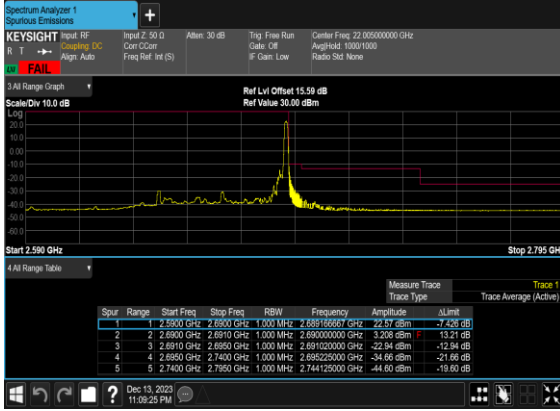 Spectrum Analyzer 1
Spurious Emissions
+
KEYSIGHT Input: RF Input Z: 50 Ω Atten: 30 dB Trig: Free Run Center Freq: 22.005000000 GHz
R T Coupling: DC Corr CCorr Gate: Off Avg|Hold: 1000/1000
Align: Auto Freq Ref: Int (S) IF Gain: Low Radio Std: None
FAIL
3 All Range Graph
Ref Lvl Offset 15.59 dB
Scale/Div 10.0 dB Ref Value 30.00 dBm
Log
20.0
10.0
0.00
-10.0
-20.0
-30.0
-40.0
-50.0
-60.0
Start 2.590 GHz Stop 2.795 GHz
4 All Range Table
Measure Trace Trace 1
Trace Type Trace Average (Active)
Spur Range Start Freq Stop Freq RBW Frequency Amplitude ΔLimit
1 1 2.5900 GHz 2.6900 GHz 1.000 MHz 2.689166667 GHz 22.57 dBm -7.426 dB
2 2 2.6900 GHz 2.6910 GHz 1.000 MHz 2.690000000 GHz 3.208 dBm F 13.21 dB
3 3 2.6910 GHz 2.6950 GHz 1.000 MHz 2.691020000 GHz -22.94 dBm -12.94 dB
4 4 2.6950 GHz 2.7400 GHz 1.000 MHz 2.695225000 GHz -34.66 dBm -21.66 dB
5 5 2.7400 GHz 2.7950 GHz 1.000 MHz 2.744125000 GHz -44.60 dBm -19.60 dB
? Dec 13, 2023
11:09:25 PM